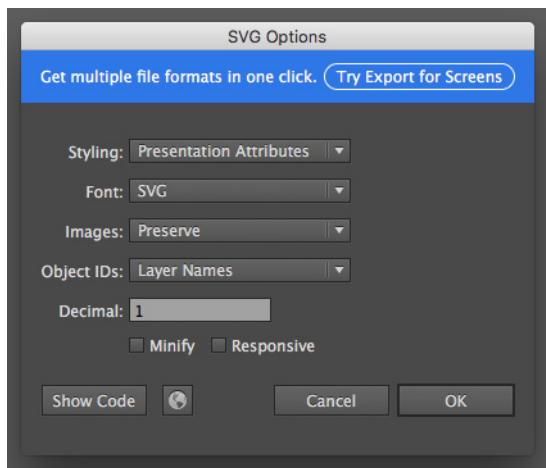 SVG Options
Get multiple file formats in one click. Try Export for Screens
Styling: Presentation Attributes
Font: SVG
Images: Preserve
Object IDs: Layer Names
Decimal: 1
Minify Responsive
Show Code Cancel OK